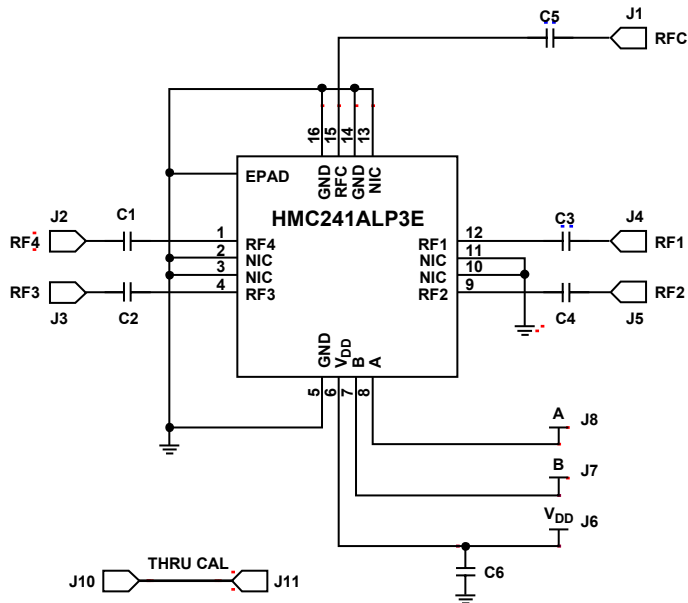 C5
J1
RFC
16
15
14
13
EPAD
GND
RFC
GND
NIC
HMC241ALP3E
J2
C1
RF4
1
RF4
2
NIC
3
NIC
RF3
C2
J3
4
RF3
C3
J4
12
RF1
RF1
11
NIC
10
NIC
9
RF2
RF2
C4
J5
GND
VDD
B
A
5
6
7
8
A
J8
B
J7
VDD
J6
C6
THRU CAL
J10
J11